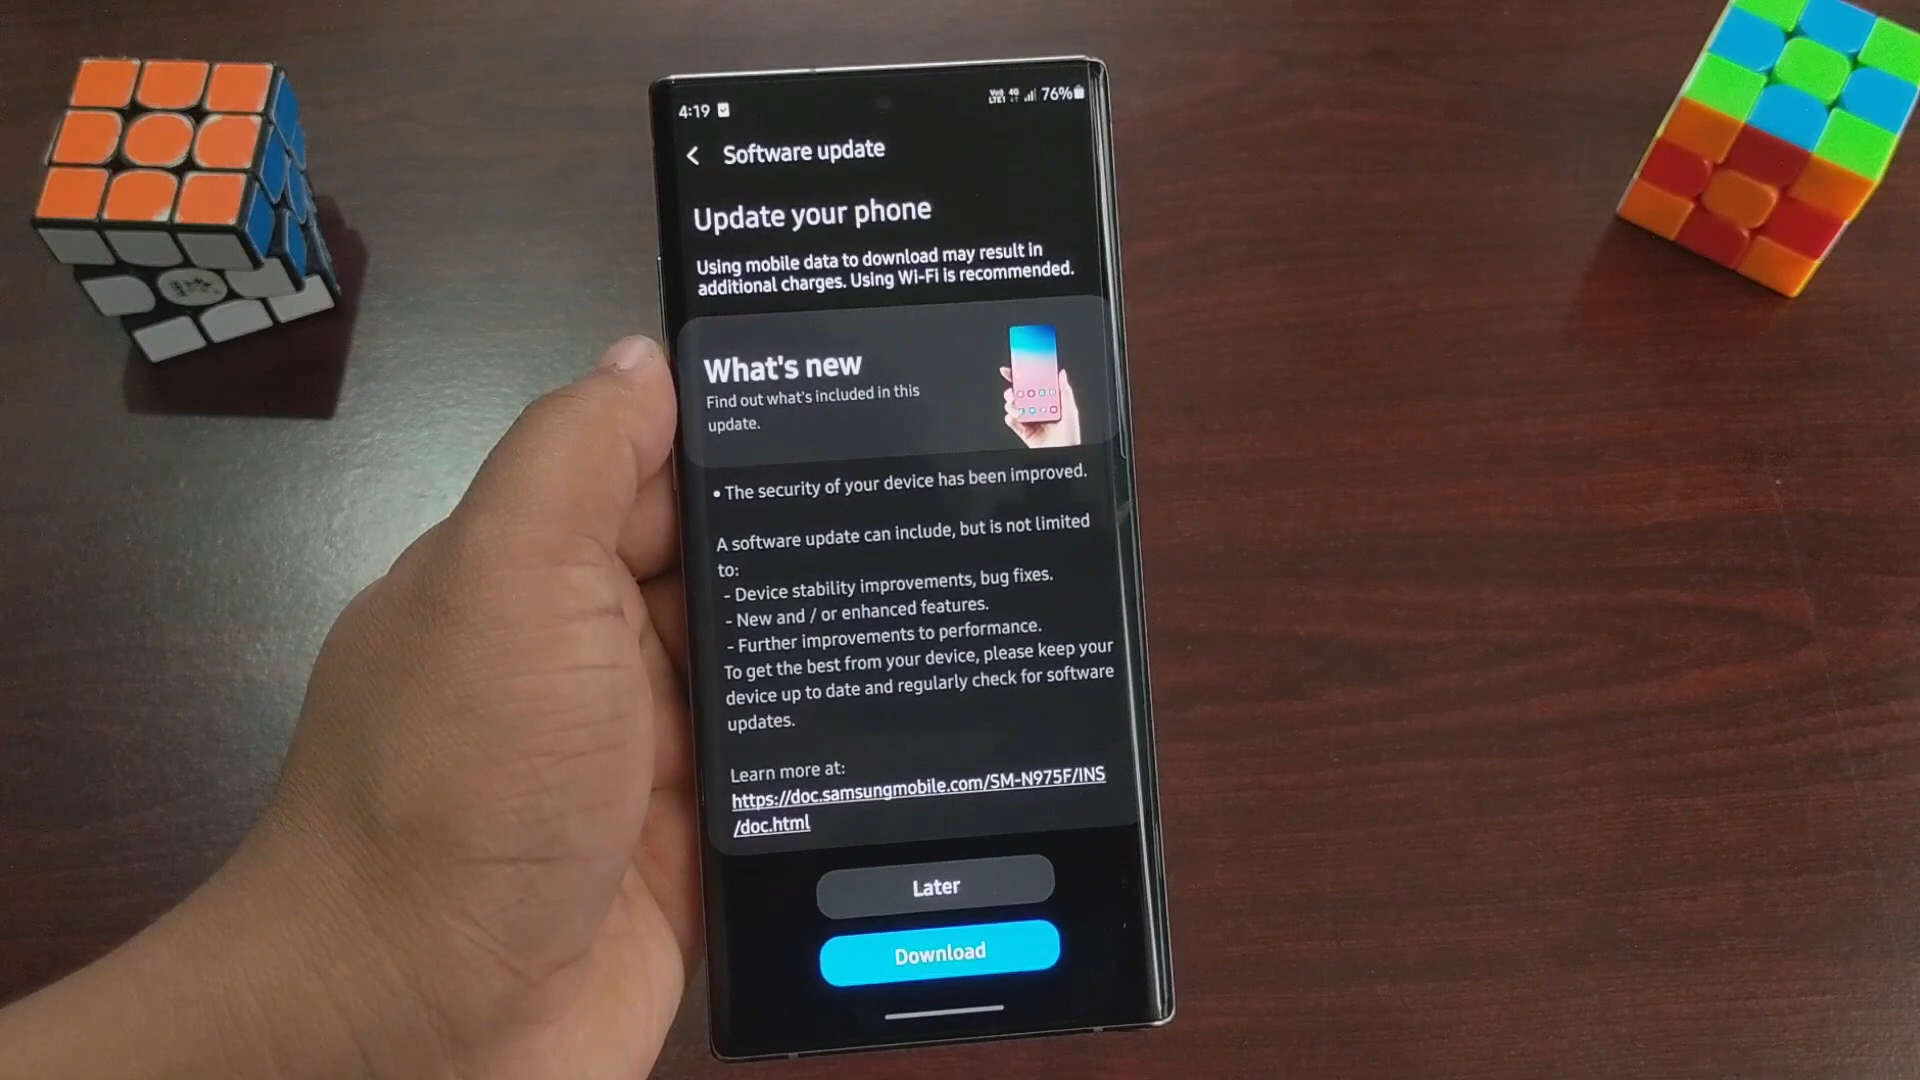 4:19
VoD 4G
LTE1
76%
Software update
Update your phone
Using mobile data to download may result in
additional charges. Using Wi-Fi is recommended.
What's new
Find out what's included in this
update.
• The security of your device has been improved.
A software update can include, but is not limited
to:
- Device stability improvements, bug fixes.
- New and / or enhanced features.
- Further improvements to performance.
To get the best from your device, please keep your
device up to date and regularly check for software
updates.
Learn more at:
https://doc.samsungmobile.com/SM-N975F/INS
/doc.html
Later
Download